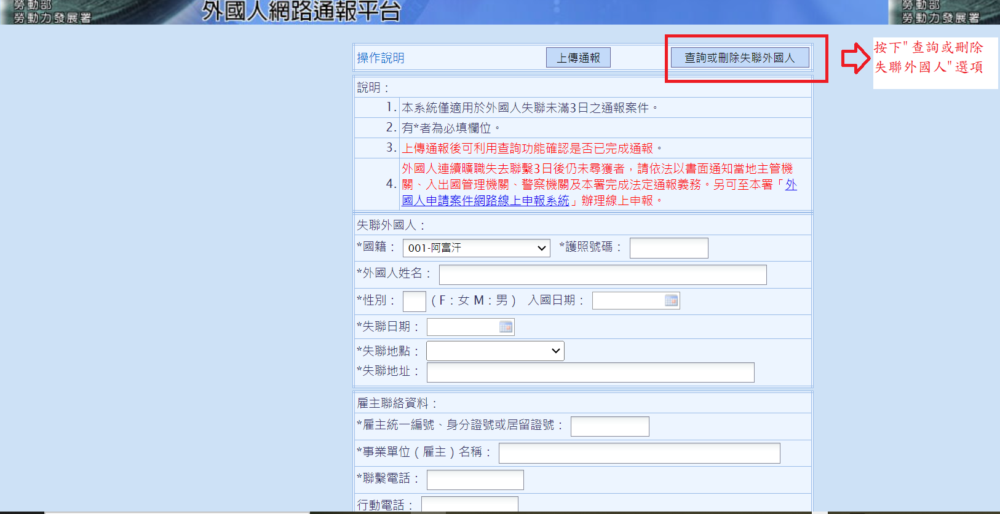 勞動部
勞動力發展署
外國人網路通報平台
勞動部
勞動力發展署
操作說明
上傳通報
查詢或刪除失聯外國人
按下"查詢或刪除
失聯外國人"選項
說明：
1. 本系統僅適用於外國人失聯未滿3日之通報案件。
2. 有*者為必填欄位。
3. 上傳通報後可利用查詢功能確認是否已完成通報。
4. 外國人連續曠職失去聯繫3日後仍未尋獲者，請依法以書面通知當地主管機
關、入出國管理機關、警察機關及本署完成法定通報義務。另可至本署「外
國人申請案件網路線上申報系統」辦理線上申報。
失聯外國人：
*國籍： 001-阿富汗 *護照號碼：
*外國人姓名：
*性別： （F：女 M：男） 入國日期：
*失聯日期：
*失聯地點：
*失聯地址：
雇主聯絡資料：
*雇主統一編號、身分證號或居留證號：
*事業單位（雇主）名稱：
*聯繫電話：
行動電話：